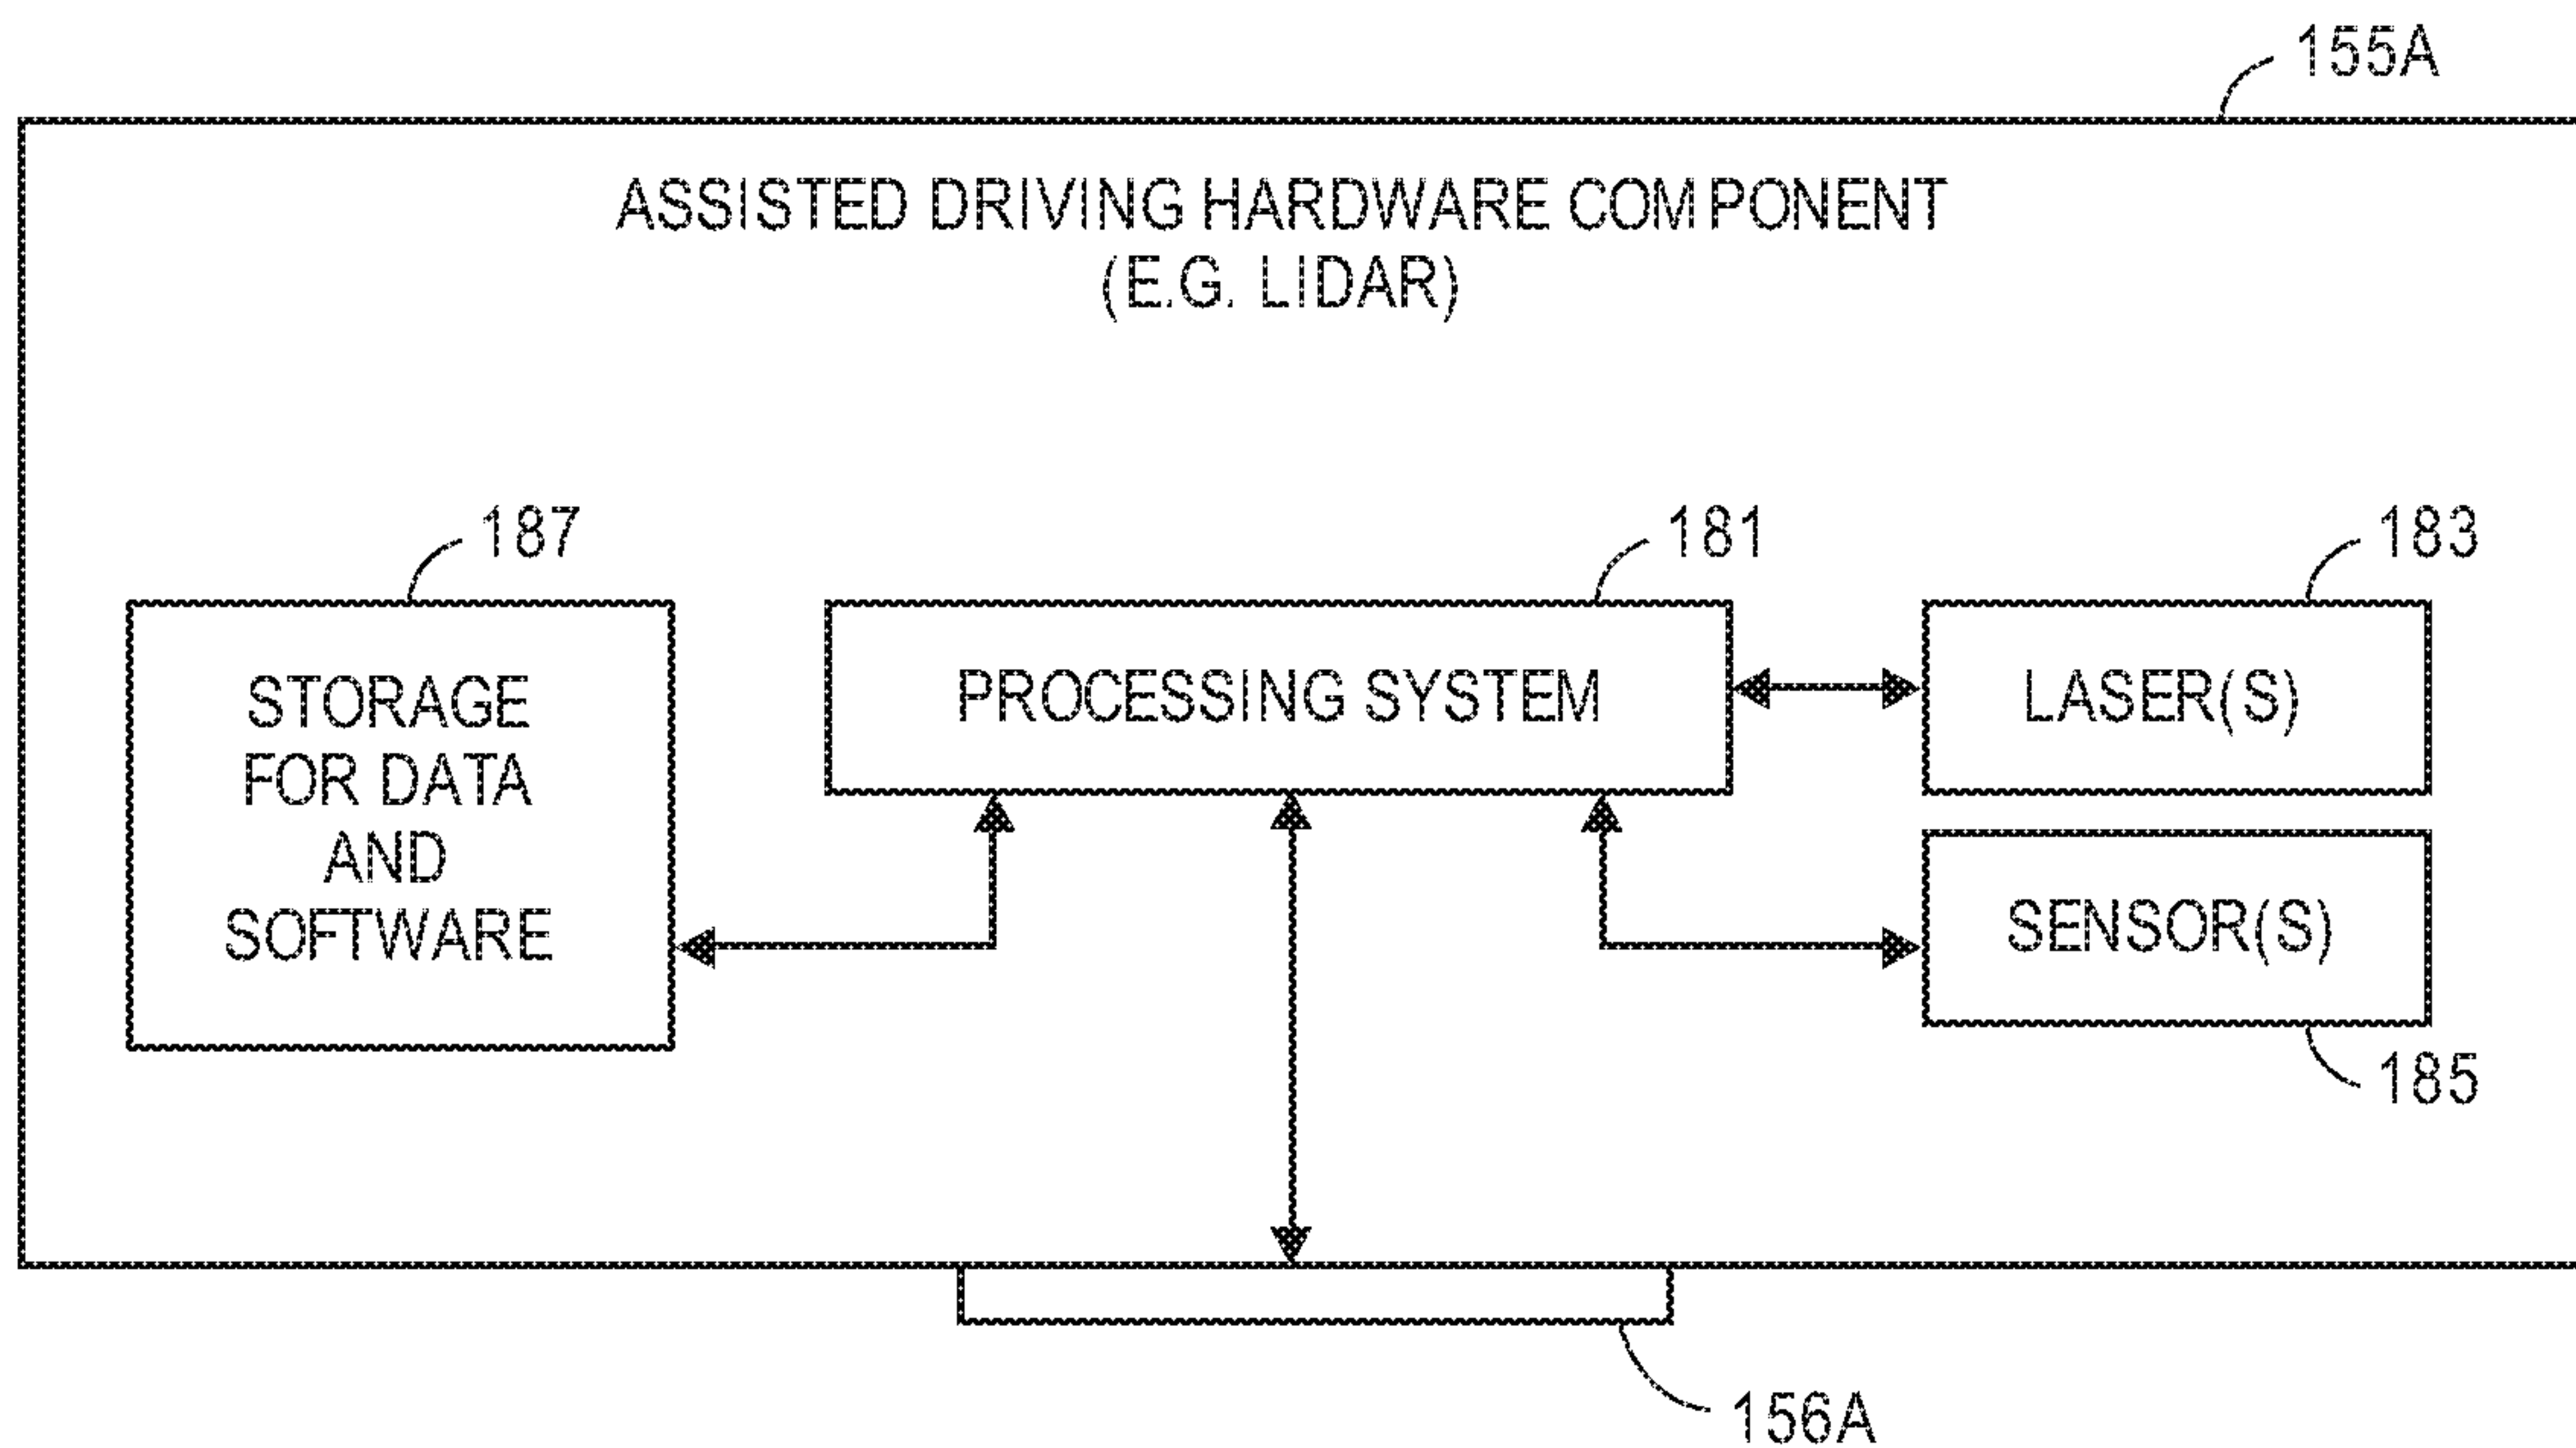 155A
ASSISTED DRIVING HARDWARE COMPONENT
(E.G. LIDAR)
187
181
183
STORAGE
FOR DATA
AND
SOFTWARE
PROCESSING SYSTEM
LASER(S)
SENSOR(S)
185
156A